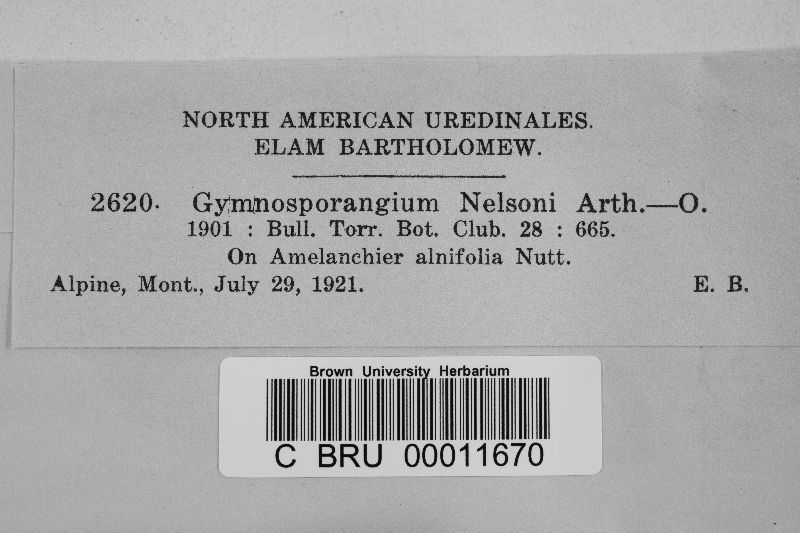 NORTH AMERICAN UREDINALES.
ELAM BARTHOLOMEW.
2620. Gymnosporangium Nelsoni Arth.—O.
1901 : Bull. Torr. Bot. Club. 28 : 665.
On Amelanchier alnifolia Nutt.
Alpine, Mont., July 29, 1921. E. B.
Brown University Herbarium
C BRU 00011670